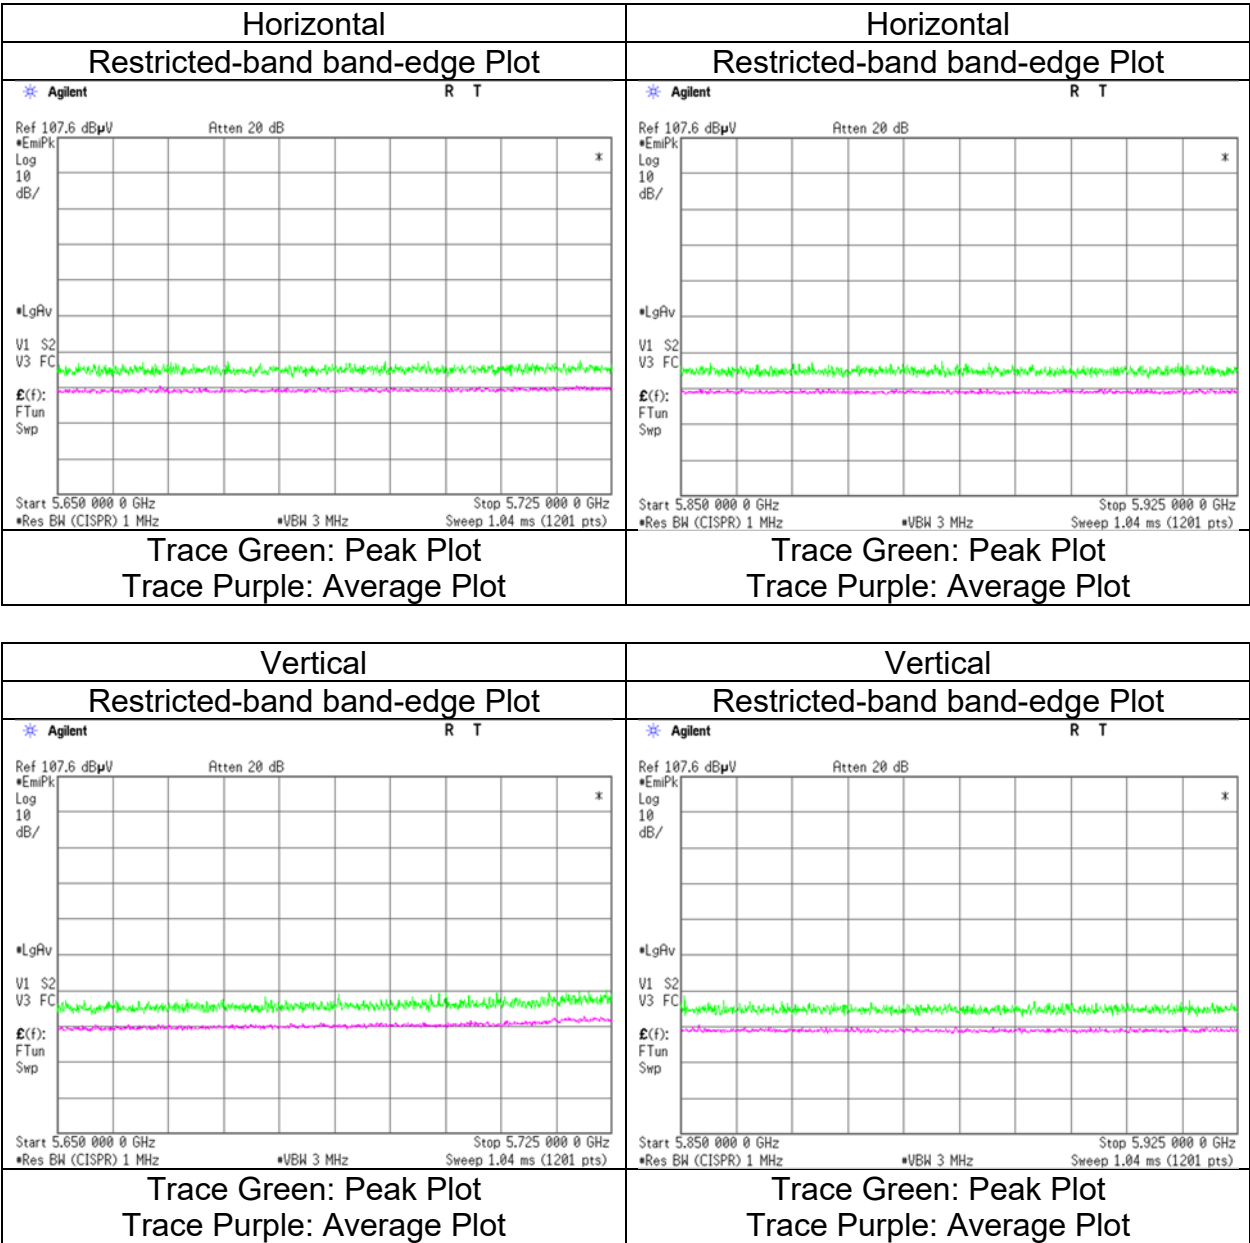 Horizontal Horizontal
Restricted-band band-edge Plot Restricted-band band-edge Plot
Agilent R T Agilent R T
Ref 107.6 dBµV Atten 20 dB Ref 107.6 dBµV Atten 20 dB
*EmiPk *EmiPk
Log * Log *
10 10
dB/ dB/
*LgAv *LgAv
V1 S2 V1 S2
V3 FC V3 FC
£(f): £(f):
FTun FTun
Swp Swp
Start 5.650 000 0 GHz Stop 5.725 000 0 GHz Start 5.850 000 0 GHz Stop 5.925 000 0 GHz
*Res BW (CISPR) 1 MHz *VBW 3 MHz Sweep 1.04 ms (1201 pts) *Res BW (CISPR) 1 MHz *VBW 3 MHz Sweep 1.04 ms (1201 pts)
Trace Green: Peak Plot Trace Green: Peak Plot
Trace Purple: Average Plot Trace Purple: Average Plot
Vertical Vertical
Restricted-band band-edge Plot Restricted-band band-edge Plot
Agilent R T Agilent R T
Ref 107.6 dBµV Atten 20 dB Ref 107.6 dBµV Atten 20 dB
*EmiPk *EmiPk
Log * Log *
10 10
dB/ dB/
*LgAv *LgAv
V1 S2 V1 S2
V3 FC V3 FC
£(f): £(f):
FTun FTun
Swp Swp
Start 5.650 000 0 GHz Stop 5.725 000 0 GHz Start 5.850 000 0 GHz Stop 5.925 000 0 GHz
*Res BW (CISPR) 1 MHz *VBW 3 MHz Sweep 1.04 ms (1201 pts) *Res BW (CISPR) 1 MHz *VBW 3 MHz Sweep 1.04 ms (1201 pts)
Trace Green: Peak Plot Trace Green: Peak Plot
Trace Purple: Average Plot Trace Purple: Average Plot